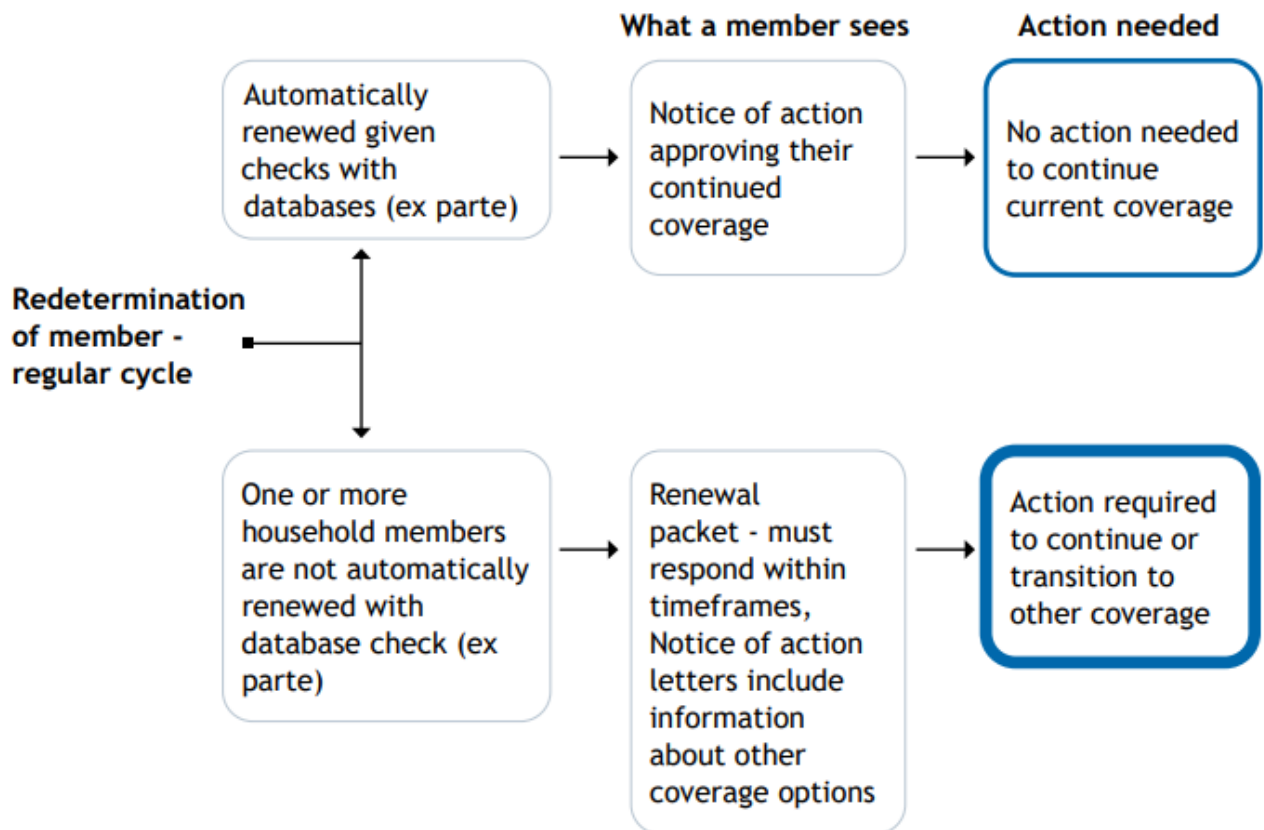 What a member sees
Action needed
Automatically
renewed given
checks with
databases (ex parte)
Notice of action
approving their
continued
coverage
No action needed
to continue
current coverage
Redetermination
of member -
regular cycle
One or more
household members
are not automatically
renewed with
database check (ex
parte)
Renewal
packet - must
respond within
timeframes,
Notice of action
letters include
information
about other
coverage options
Action required
to continue or
transition to
other coverage